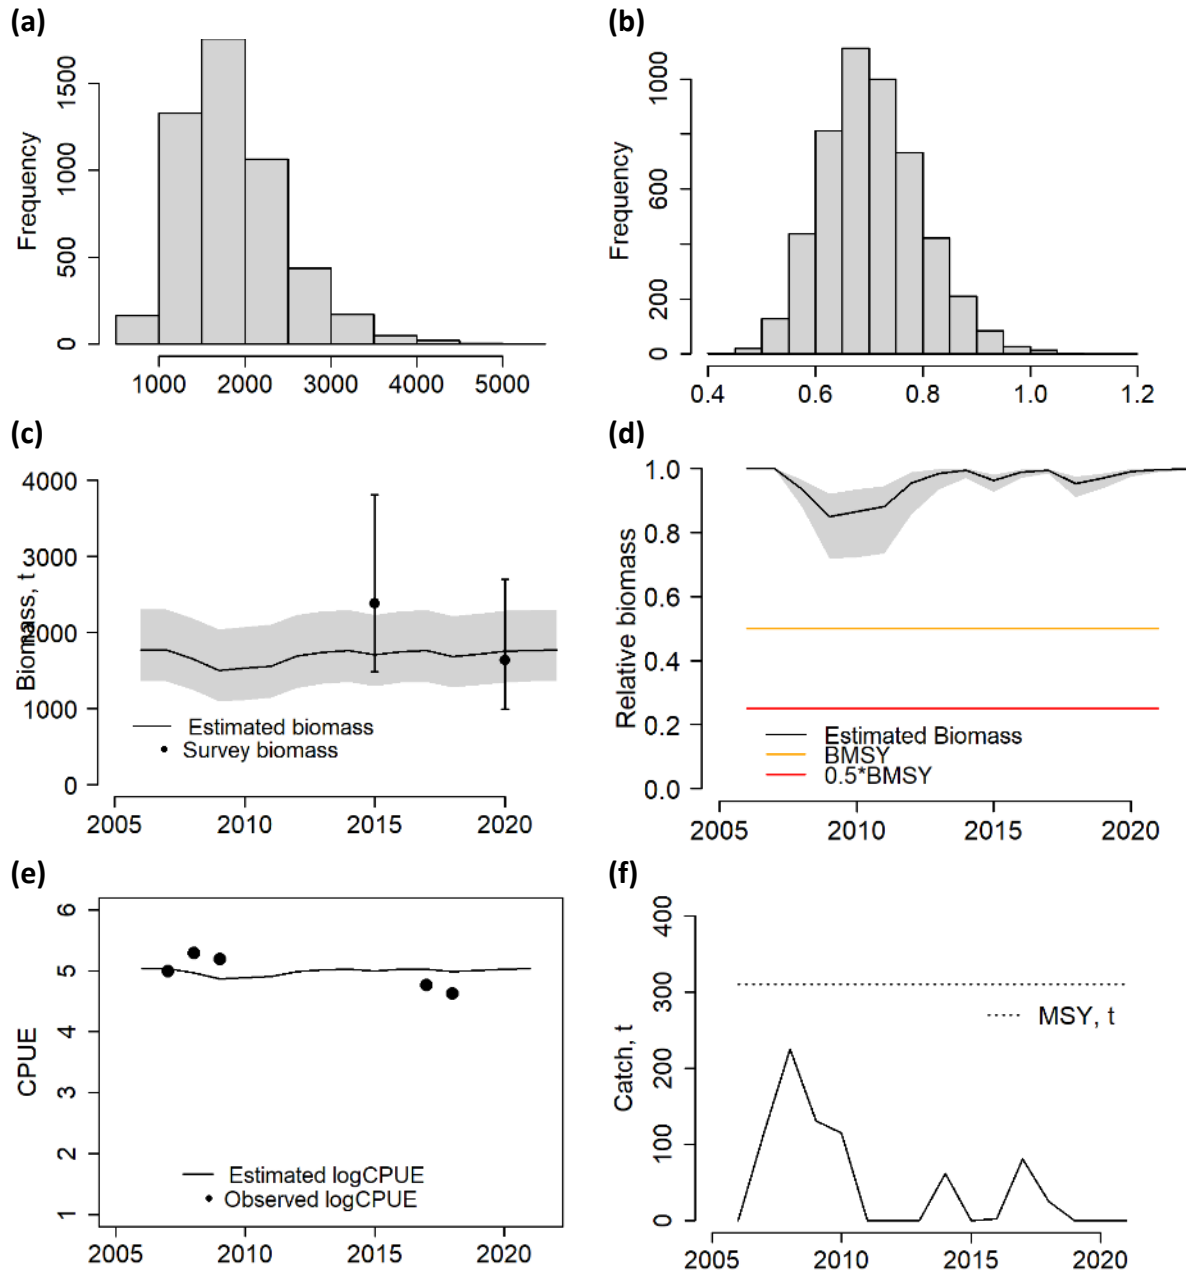 (a)
Frequency
1500
1000
500
0
1000 2000 3000 4000 5000
(b)
Frequency
1000
600
200
0
0.4 0.6 0.8 1.0 1.2
(c)
Biomass, t
4000
3000
2000
1000
0
Estimated biomass
Survey biomass
2005 2010 2015 2020
(d)
Relative biomass
1.0
0.8
0.6
0.4
0.2
0.0
Estimated Biomass
BMSY
0.5*BMSY
2005 2010 2015 2020
(e)
CPUE
6
5
4
3
2
1
Estimated logCPUE
Observed logCPUE
2005 2010 2015 2020
(f)
Catch, t
400
300
200
100
0
MSY, t
2005 2010 2015 2020